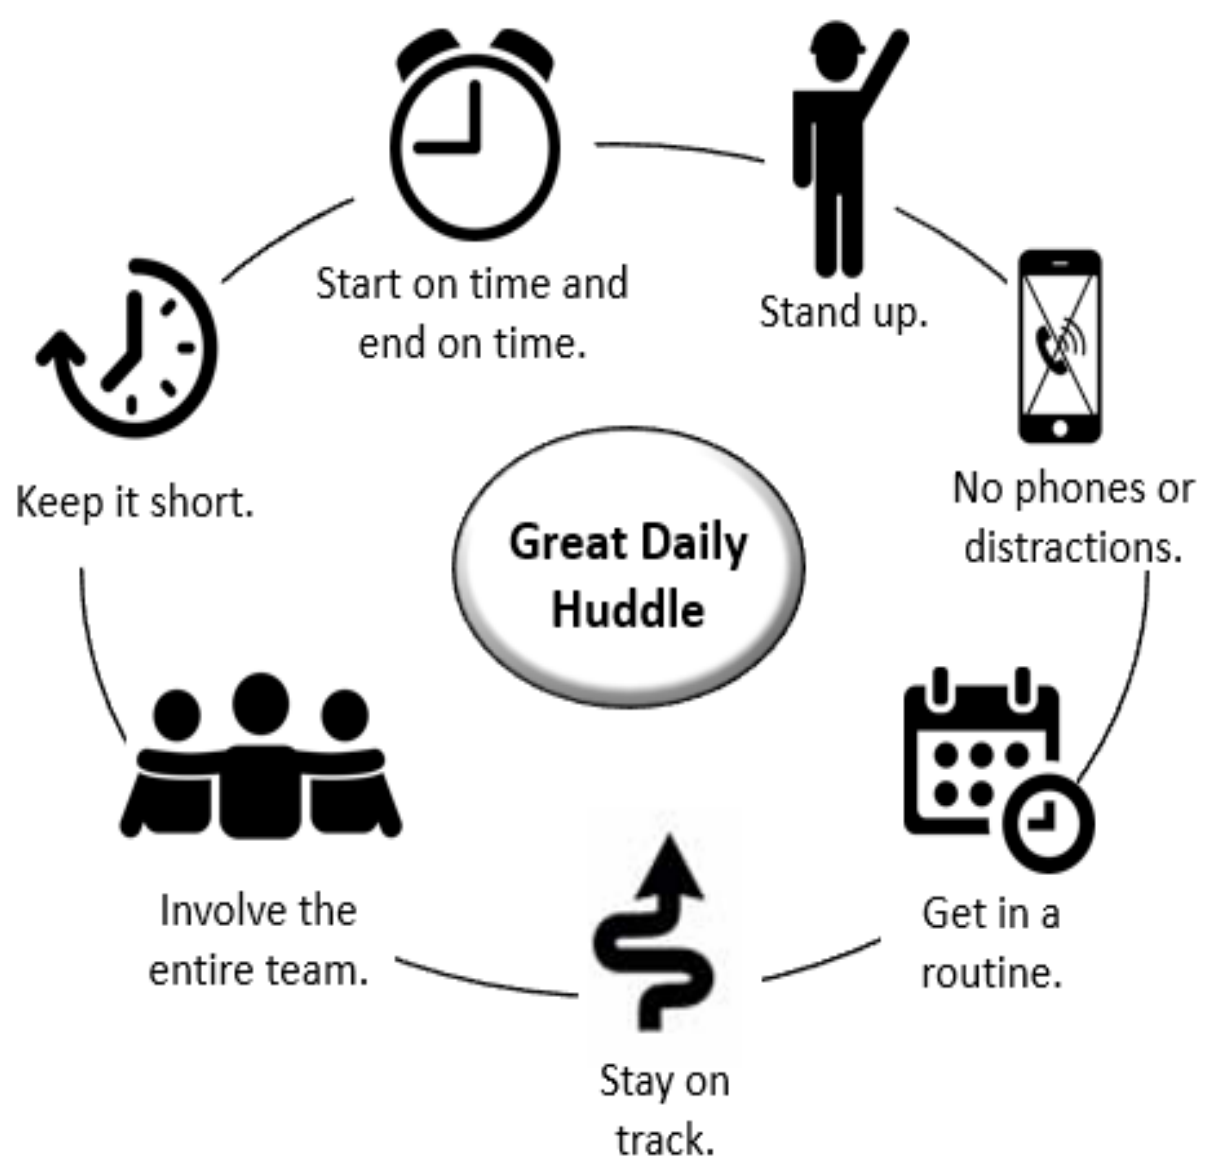 Start on time and
end on time.
Stand up.
No phones or
distractions.
Get in a
routine.
Stay on
track.
Involve the
entire team.
Keep it short.
Great Daily
Huddle